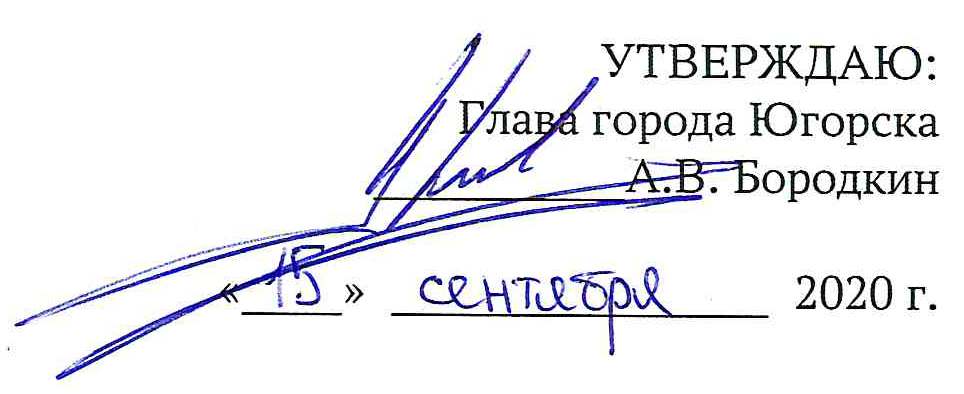 УТВЕРЖДАЮ:
Глава города Югорска
А.В. Бородкин
«15» сентября 2020 г.